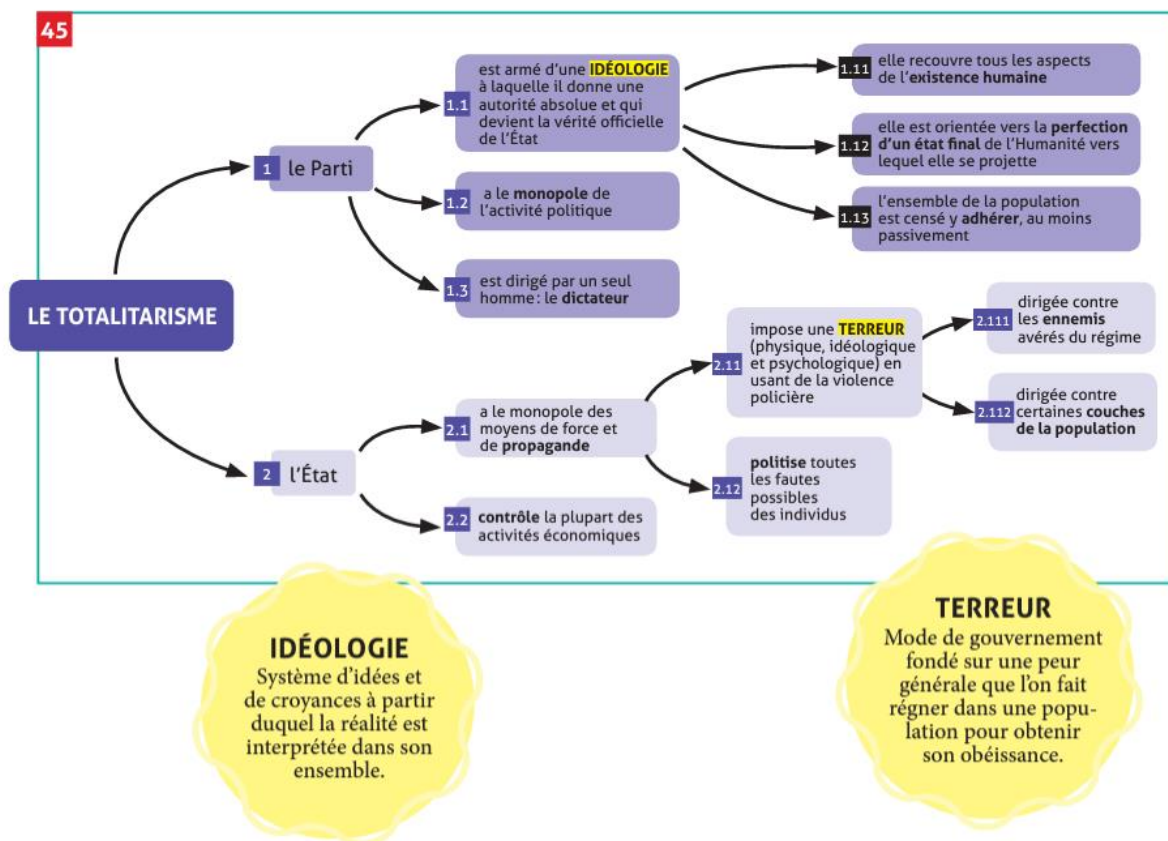 45
LE TOTALITARISME
1 le Parti
1.1 est armé d'une IDÉOLOGIE
à laquelle il donne une
autorité absolue et qui
devient la vérité officielle
de l'État
1.11 elle recouvre tous les aspects
de l'existence humaine
1.12 elle est orientée vers la perfection
d'un état final de l'Humanité vers
lequel elle se projette
1.13 l'ensemble de la population
est censé y adhérer, au moins
passivement
1.2 a le monopole de
l'activité politique
1.3 est dirigé par un seul
homme : le dictateur
2 l'État
2.1 a le monopole des
moyens de force et
de propagande
2.11 impose une TERREUR
(physique, idéologique
et psychologique) en
usant de la violence
policière
2.111 dirigée contre
les ennemis
avérés du régime
2.112 dirigée contre
certaines couches
de la population
2.12 politise toutes
les fautes
possibles
des individus
2.2 contrôle la plupart des
activités économiques
IDÉOLOGIE
Système d'idées et
de croyances à partir
duquel la réalité est
interprétée dans son
ensemble.
TERREUR
Mode de gouvernement
fondé sur une peur
générale que l'on fait
régner dans une popu-
lation pour obtenir
son obéissance.